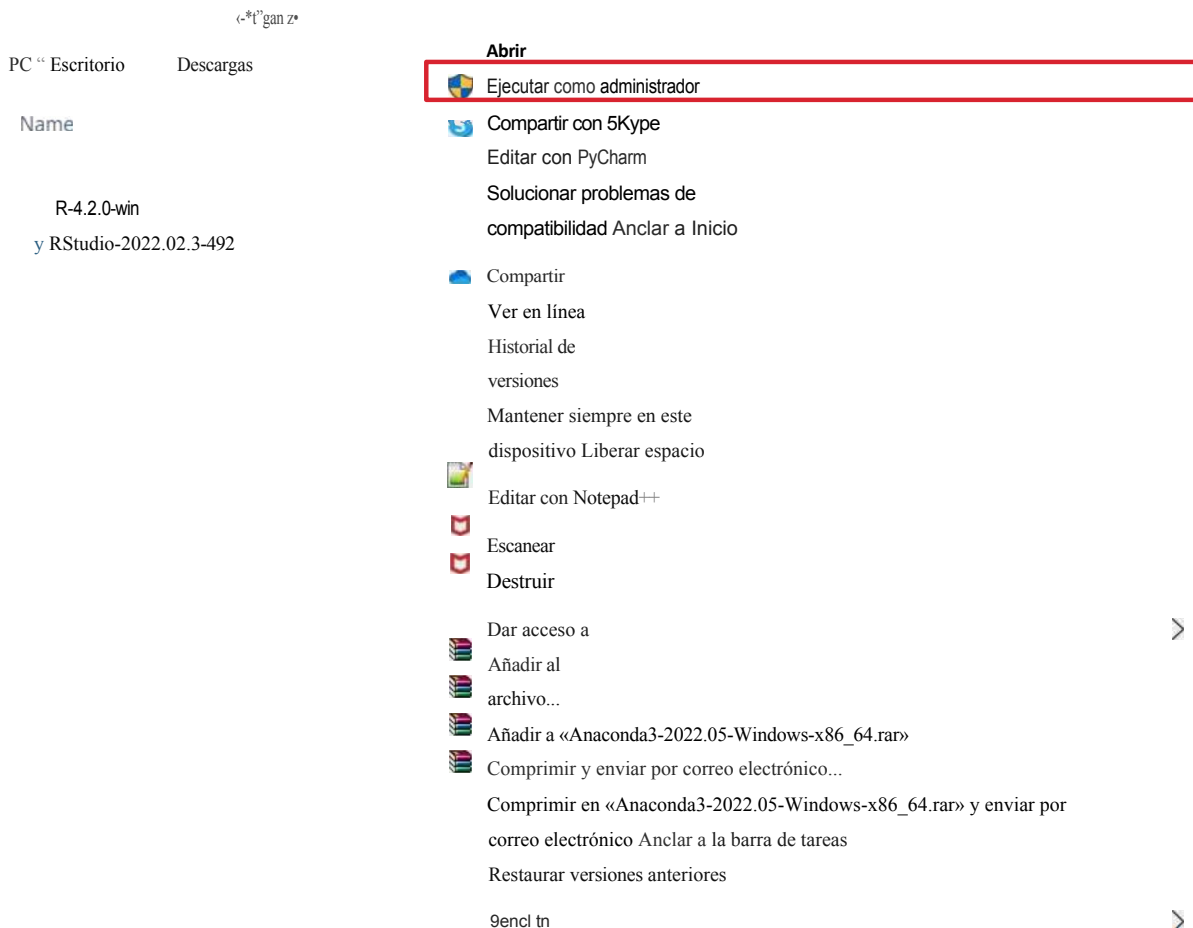 ‹-*t”gan z•
PC “ Escritorio Descargas
Name
R-4.2.0-win
y RStudio-2022.02.3-492
Abrir
Ejecutar como administrador
Compartir con 5Kype
Editar con PyCharm
Solucionar problemas de
compatibilidad Anclar a Inicio
Compartir
Ver en línea
Historial de
versiones
Mantener siempre en este
dispositivo Liberar espacio
Editar con Notepad++
Escanear
Destruir
Dar acceso a
Añadir al
archivo...
Añadir a «Anaconda3-2022.05-Windows-x86_64.rar»
Comprimir y enviar por correo electrónico...
Comprimir en «Anaconda3-2022.05-Windows-x86_64.rar» y enviar por
correo electrónico Anclar a la barra de tareas
Restaurar versiones anteriores
9encl tn